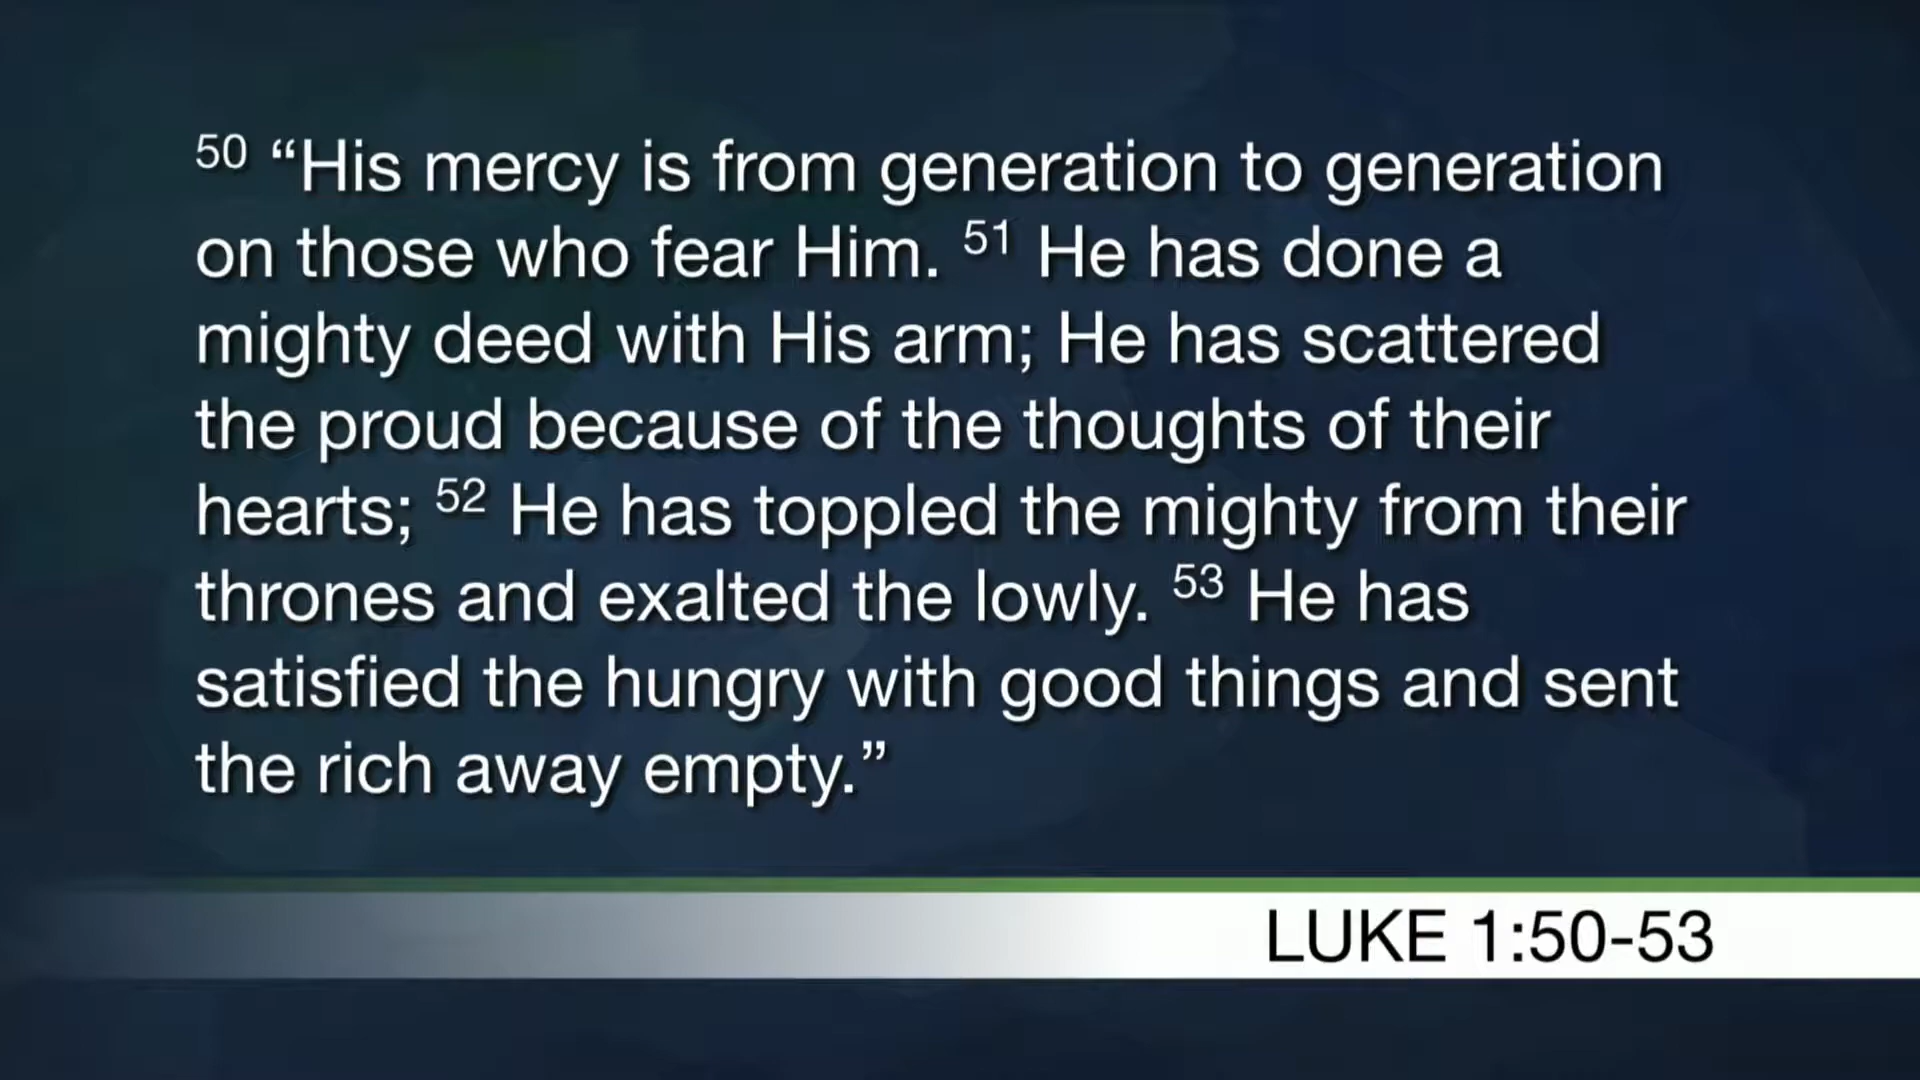 50 “His mercy is from generation to generation
on those who fear Him. 51 He has done a
mighty deed with His arm; He has scattered
the proud because of the thoughts of their
hearts; 52 He has toppled the mighty from their
thrones and exalted the lowly. 53 He has
satisfied the hungry with good things and sent
the rich away empty.”
LUKE 1:50-53